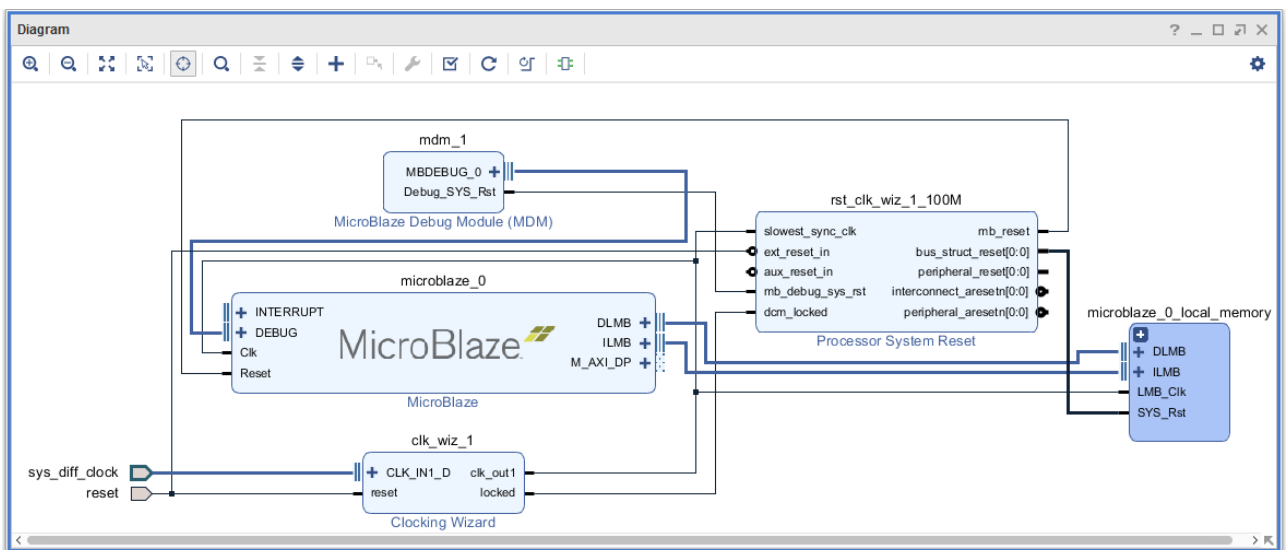 Diagram
mdm_1
MBDEBUG_0
Debug_SYS_Rst
MicroBlaze Debug Module (MDM)
rst_clk_wiz_1_100M
slowest_sync_clk
mb_reset
ext_reset_in
bus_struct_reset[0:0]
aux_reset_in
peripheral_reset[0:0]
mb_debug_sys_rst
interconnect_aresetn[0:0]
dcm_locked
peripheral_aresetn[0:0]
Processor System Reset
microblaze_0
INTERRUPT
DEBUG
Clk
Reset
MicroBlaze
DLMB
ILMB
M_AXI_DP
MicroBlaze
microblaze_0_local_memory
DLMB
ILMB
LMB_Clk
SYS_Rst
clk_wiz_1
CLK_IN1_D
clk_out1
reset
locked
Clocking Wizard
sys_diff_clock
reset